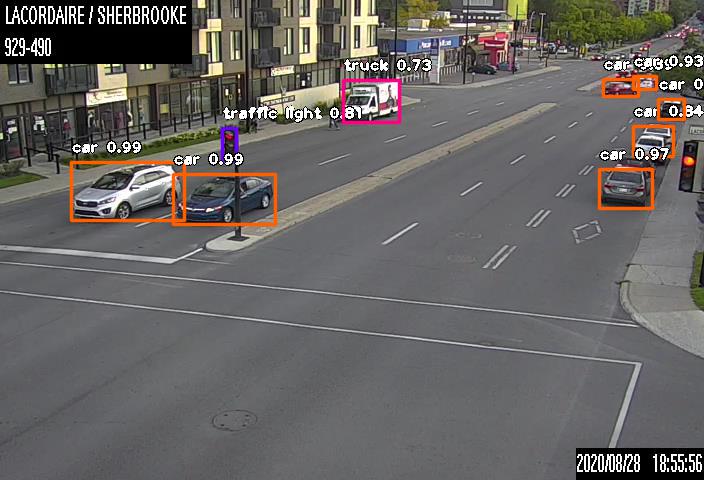 LACORDAIRE / SHERBROOKE
929-490
truck 0.73
car 0.93
traffic light 0.81
car 0.99
car 0.99
car 0.97
2020/08/28 18:55:56